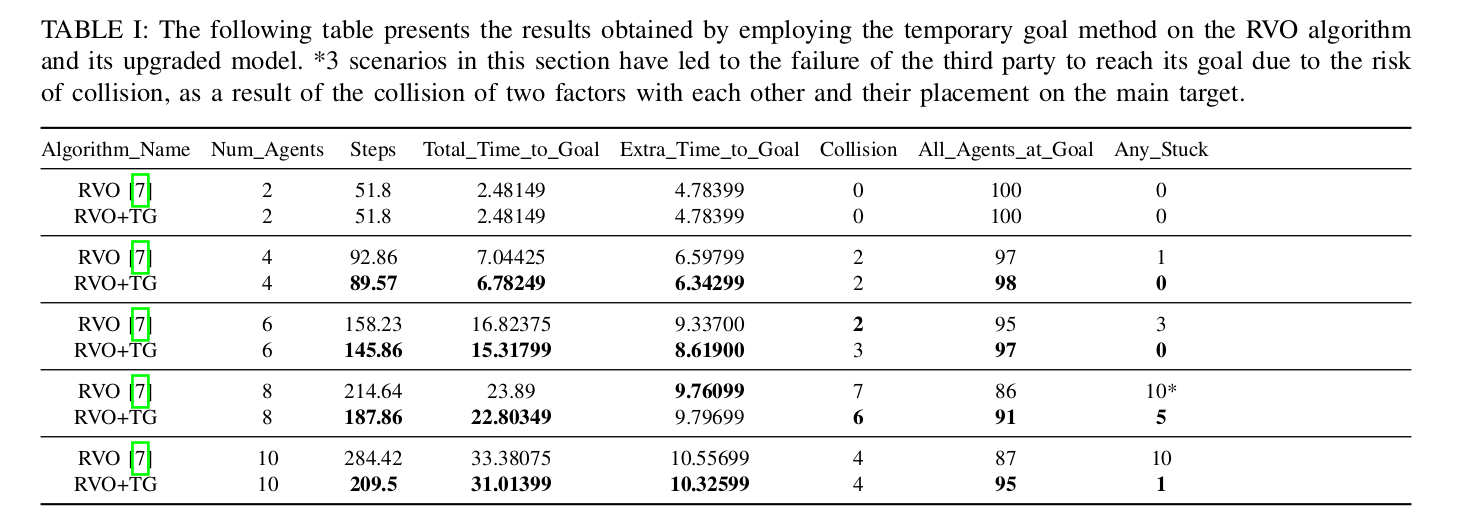 TABLE I: The following table presents the results obtained by employing the temporary goal method on the RVO algorithm
and its upgraded model. *3 scenarios in this section have led to the failure of the third party to reach its goal due to the risk
of collision, as a result of the collision of two factors with each other and their placement on the main target.
Algorithm_Name Num_Agents Steps Total_Time_to_Goal Extra_Time_to_Goal Collision All_Agents_at_Goal Any_Stuck
RVO [7] 2 51.8 2.48149 4.78399 0 100 0
RVO+TG 2 51.8 2.48149 4.78399 0 100 0
RVO [7] 4 92.86 7.04425 6.59799 2 97 1
RVO+TG 4 89.57 6.78249 6.34299 2 98 0
RVO [7] 6 158.23 16.82375 9.33700 2 95 3
RVO+TG 6 145.86 15.31799 8.61900 3 97 0
RVO [7] 8 214.64 23.89 9.76099 7 86 10*
RVO+TG 8 187.86 22.80349 9.79699 6 91 5
RVO [7] 10 284.42 33.38075 10.55699 4 87 10
RVO+TG 10 209.5 31.01399 10.32599 4 95 1